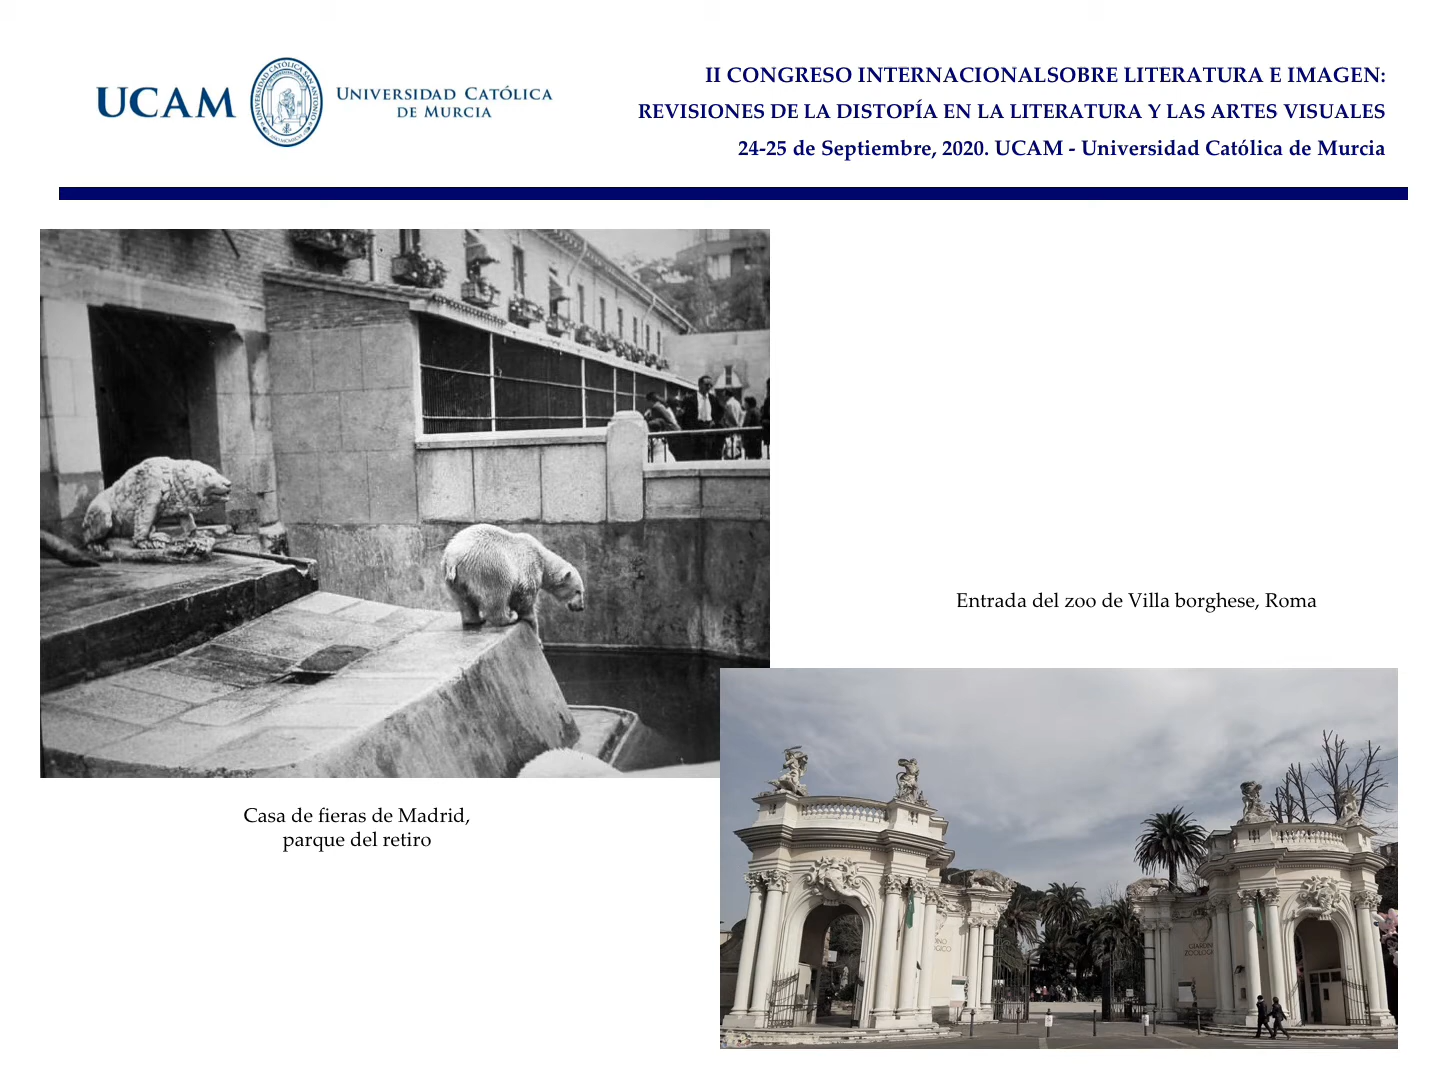 UCAM
UNIVERSIDAD CATÓLICA
DE MURCIA
II CONGRESO INTERNACIONALSOBRE LITERATURA E IMAGEN:
REVISIONES DE LA DISTOPÍA EN LA LITERATURA Y LAS ARTES VISUALES
24-25 de Septiembre, 2020. UCAM - Universidad Católica de Murcia
Entrada del zoo de Villa borghese, Roma
Casa de fieras de Madrid,
parque del retiro
GIARDINO
ZOOLOGICO